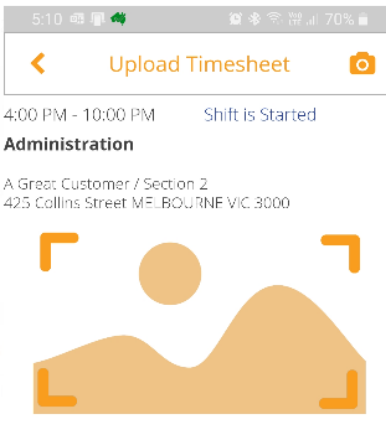 5:10 70%
Upload Timesheet
4:00 PM - 10:00 PM Shift is Started
Administration
A Great Customer / Section 2
425 Collins Street MELBOURNE VIC 3000